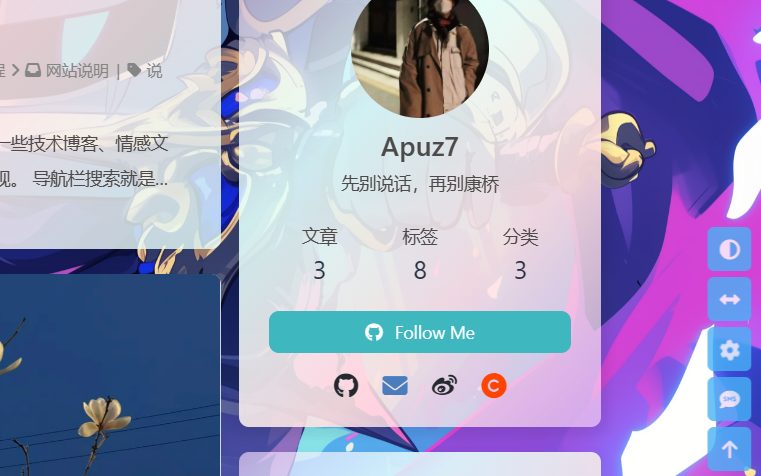 程 网站说明 | 说
一些技术博客、情感文
现。 导航栏搜索就是...
Apuz7
先别说话，再别康桥
文章 标签 分类
3 8 3
Follow Me
C
SMS